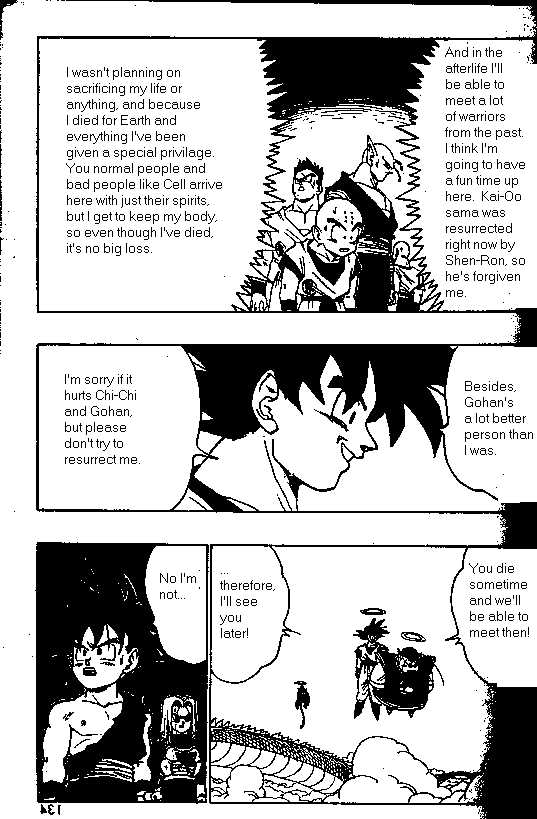 I wasn't planning on
sacrificing my life or
anything, and because
I died for Earth and
everything I've been
given a special privilage.
You normal people and
bad people like Cell arrive
here with just their spirits,
but I get to keep my body,
so even though I've died,
it's no big loss.
And in the
afterlife I'll
be able to
meet a lot
of warriors
from the past.
I think I'm
going to have
a fun time up
here. Kai-Oo
sama was
resurrected
right now by
Shen-Ron, so
he's forgiven
me.
I'm sorry if it
hurts Chi-Chi
and Gohan,
but please
don't try to
resurrect me.
Besides,
Gohan's
a lot better
person than
I was.
No I'm
not...
...
therefore,
I'll see
you
later!
You die
sometime
and we'll
be able to
meet then!
134